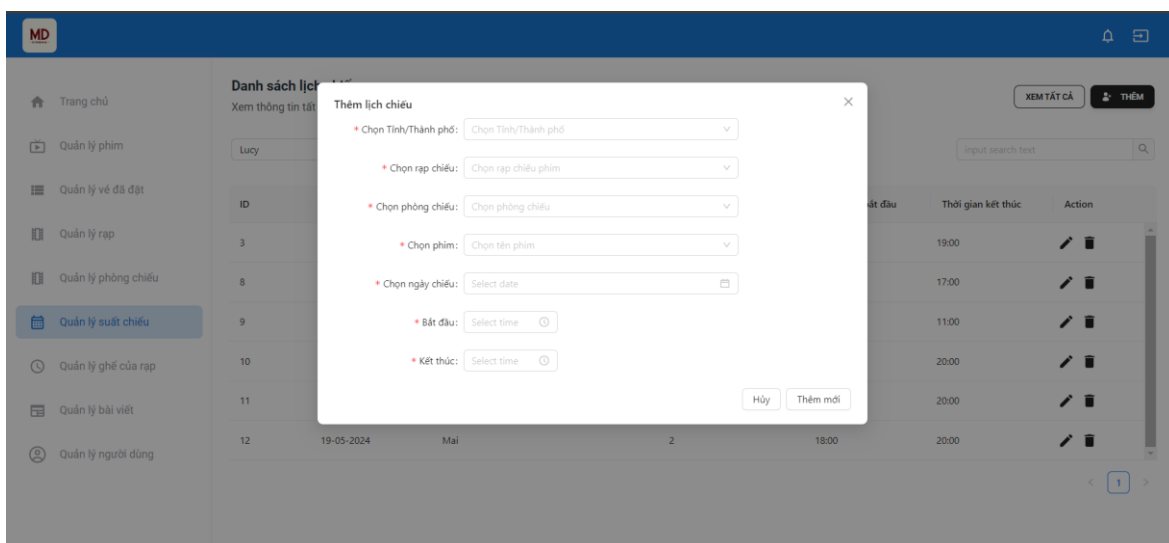 MD
Trang chủ
Quản lý phim
Quản lý vé đã đặt
Quản lý rạp
Quản lý phòng chiếu
Quản lý suất chiếu
Quản lý ghế của rạp
Quản lý bài viết
Quản lý người dùng
Danh sách lịch
Xem thông tin tất
XEM TẤT CẢ
THÊM
Lucy
input search text
ID
bắt đầu
Thời gian kết thúc
Action
3
19:00
8
17:00
9
11:00
10
20:00
11
20:00
12
19-05-2024
Mai
2
18:00
20:00
1
Thêm lịch chiếu
* Chọn Tỉnh/Thành phố: Chọn Tỉnh/Thành phố
* Chọn rạp chiếu: Chọn rạp chiếu phim
* Chọn phòng chiếu: Chọn phòng chiếu
* Chọn phim: Chọn tên phim
* Chọn ngày chiếu: Select date
* Bắt đầu: Select time
* Kết thúc: Select time
Hủy
Thêm mới